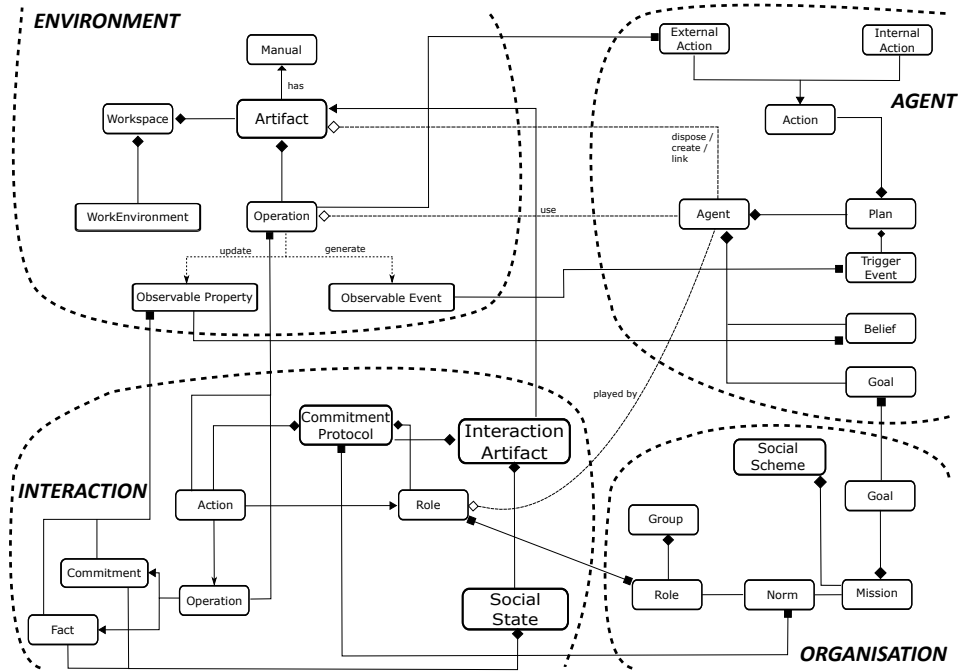 ENVIRONMENT
Manual
has
Workspace
Artifact
WorkEnvironment
Operation
use
update
generate
Observable Property
Observable Event
External
Action
Internal
Action
AGENT
Action
dispose /
create /
link
Agent
Plan
Trigger
Event
Belief
Goal
played by
Commitment
Protocol
Interaction
Artifact
INTERACTION
Action
Role
Commitment
Operation
Fact
Social
State
Social
Scheme
Goal
Group
Role
Norm
Mission
ORGANISATION